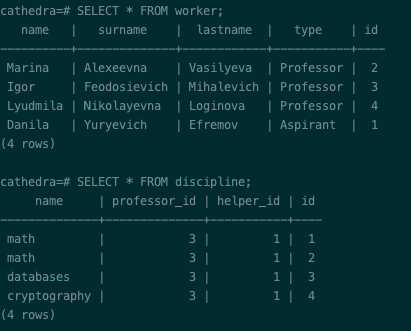 cathedra=# SELECT * FROM worker;
   name   |   surname    |  lastname  |   type    | id
----------+--------------+------------+-----------+----
 Marina   | Alexeevna    | Vasilyeva  | Professor |  2
 Igor     | Feodosievich | Mihalevich | Professor |  3
 Lyudmila | Nikolayevna  | Loginova   | Professor |  4
 Danila   | Yuryevich    | Efremov    | Aspirant  |  1
(4 rows)

cathedra=# SELECT * FROM discipline;
     name     | professor_id | helper_id | id
--------------+--------------+-----------+----
 math         |            3 |         1 |  1
 math         |            3 |         1 |  2
 databases    |            3 |         1 |  3
 cryptography |            3 |         1 |  4
(4 rows)